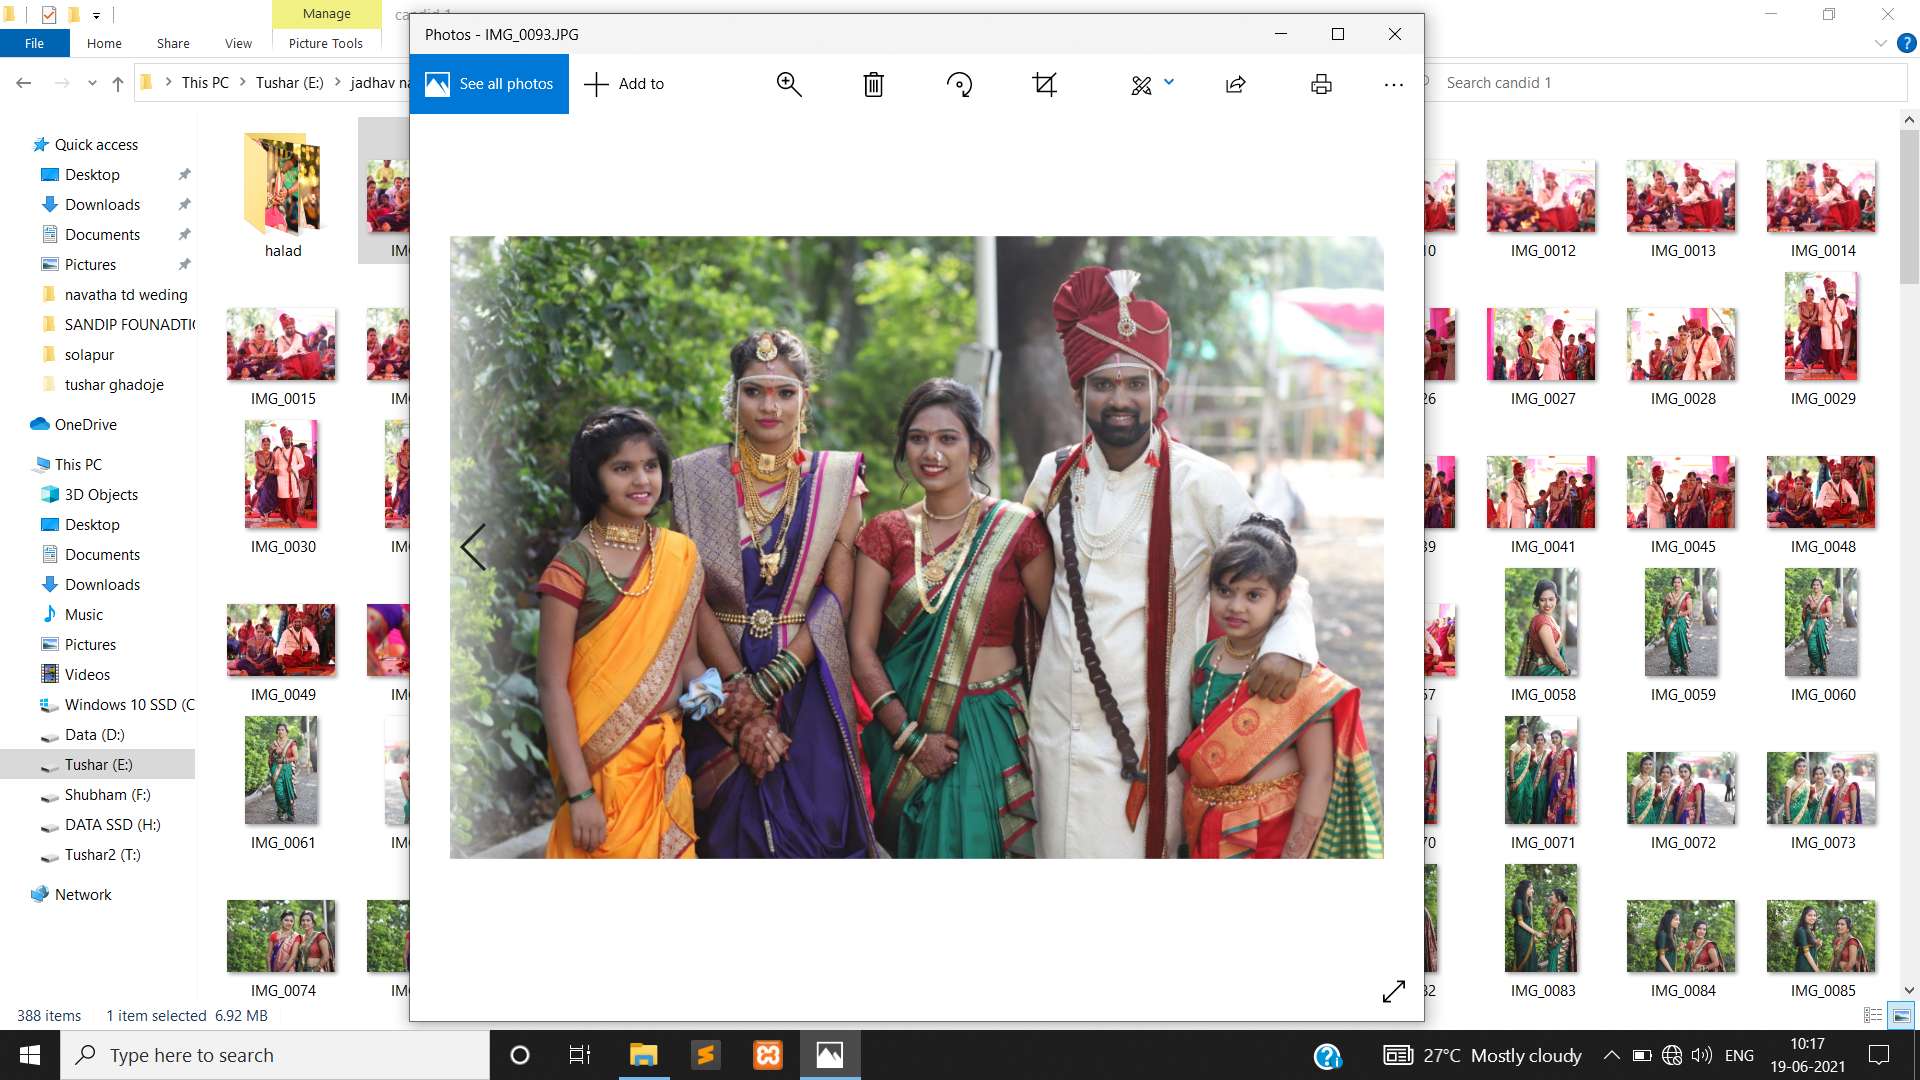 Manage
candid 1
File
Home
Share
View
Picture Tools
This PC
Tushar (E:)
jadhav na
Search candid 1
Photos - IMG_0093.JPG
See all photos
Add to
Quick access
Desktop
Downloads
Documents
Pictures
navatha td weding
SANDIP FOUNADTI
solapur
tushar ghadoje
OneDrive
This PC
3D Objects
Desktop
Documents
Downloads
Music
Pictures
Videos
Windows 10 SSD (C
Data (D:)
Tushar (E:)
Shubham (F:)
DATA SSD (H:)
Tushar2 (T:)
Network
halad
IM
10
IMG_0012
IMG_0013
IMG_0014
IMG_0015
IM
26
IMG_0027
IMG_0028
IMG_0029
IMG_0030
IM
39
IMG_0041
IMG_0045
IMG_0048
IMG_0049
IM
57
IMG_0058
IMG_0059
IMG_0060
IMG_0061
IM
70
IMG_0071
IMG_0072
IMG_0073
IMG_0074
IM
82
IMG_0083
IMG_0084
IMG_0085
388 items
1 item selected 6.92 MB
Type here to search
27°C Mostly cloudy
ENG
10:17
19-06-2021